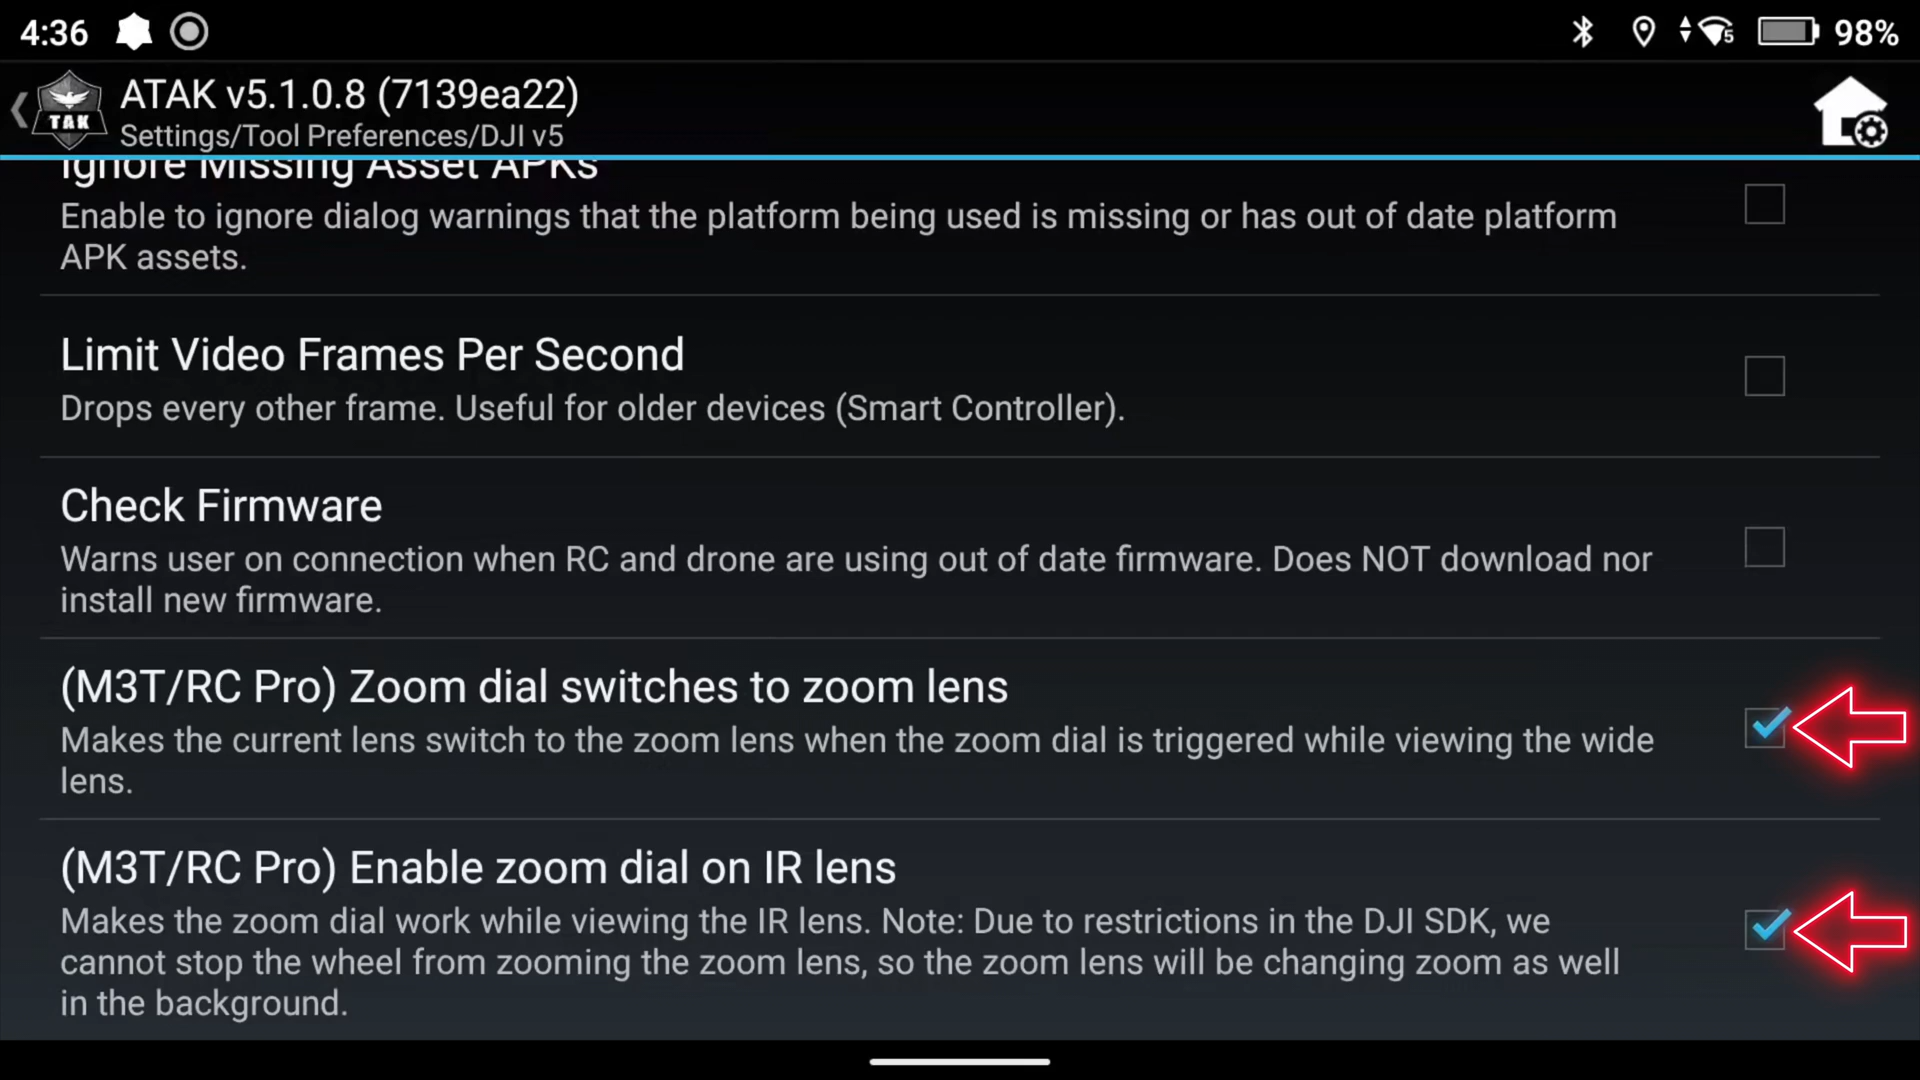 4:36
5
98%
TAK
ATAK v5.1.0.8 (7139ea22)
Settings/Tool Preferences/DJI v5
Ignore Missing Asset APKs
Enable to ignore dialog warnings that the platform being used is missing or has out of date platform
APK assets.
Limit Video Frames Per Second
Drops every other frame. Useful for older devices (Smart Controller).
Check Firmware
Warns user on connection when RC and drone are using out of date firmware. Does NOT download nor
install new firmware.
(M3T/RC Pro) Zoom dial switches to zoom lens
Makes the current lens switch to the zoom lens when the zoom dial is triggered while viewing the wide
lens.
(M3T/RC Pro) Enable zoom dial on IR lens
Makes the zoom dial work while viewing the IR lens. Note: Due to restrictions in the DJI SDK, we
cannot stop the wheel from zooming the zoom lens, so the zoom lens will be changing zoom as well
in the background.